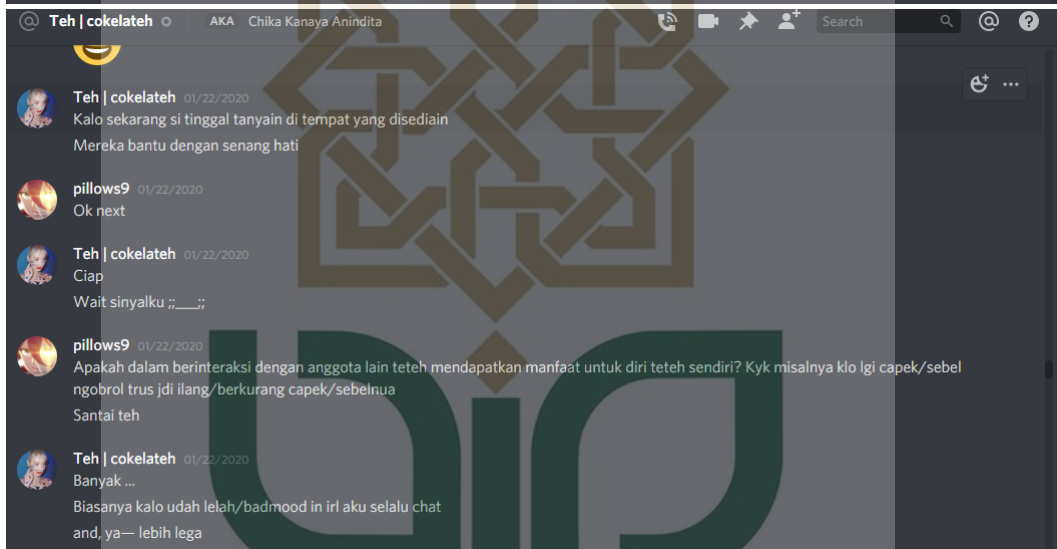 @ Teh | cokelateh AKA Chika Kanaya Anindita Search @ ?
Teh | cokelateh 01/22/2020
Kalo sekarang si tinggal tanyain di tempat yang disediain
Mereka bantu dengan senang hati
pillows9 01/22/2020
Ok next
Teh | cokelateh 01/22/2020
Ciap
Wait sinyalku ;;___;;
pillows9 01/22/2020
Apakah dalam berinteraksi dengan anggota lain teteh mendapatkan manfaat untuk diri teteh sendiri? Kyk misalnya klo lgi capek/sebel
ngobrol trus jdi ilang/berkurang capek/sebelnua
Santai teh
Teh | cokelateh 01/22/2020
Banyak ...
Biasanya kalo udah lelah/badmood in irl aku selalu chat
and, ya— lebih lega